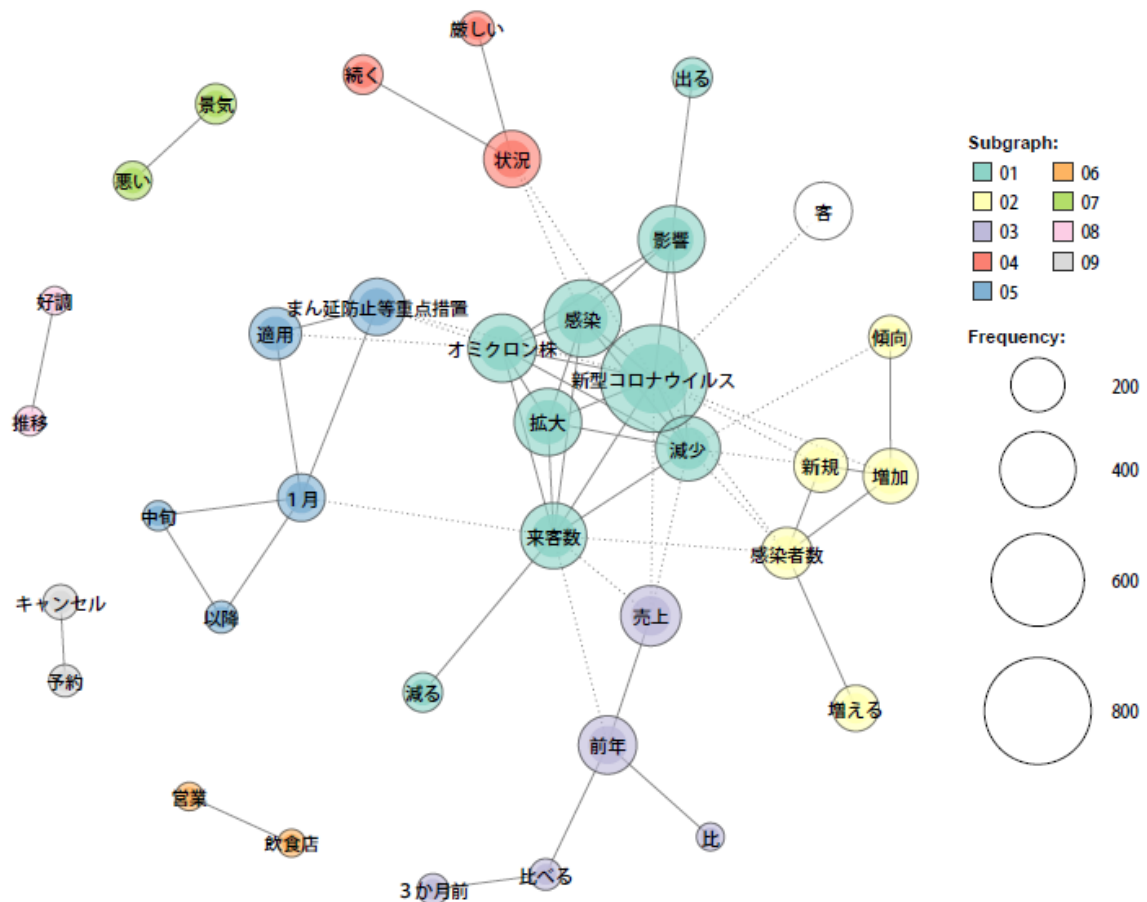 厳しい
続く
出る
景気
状況
悪い
客
影響
好調
まん延防止等重点措置
感染
適用
傾向
オミクロン株
新型コロナウイルス
推移
拡大
減少
新規
増加
1月
中旬
来客数
感染者数
キャンセル
以降
売上
予約
減る
増える
前年
営業
比
飲食店
比べる
3か月前
Subgraph:
01
02
03
04
05
06
07
08
09
Frequency:
200
400
600
800